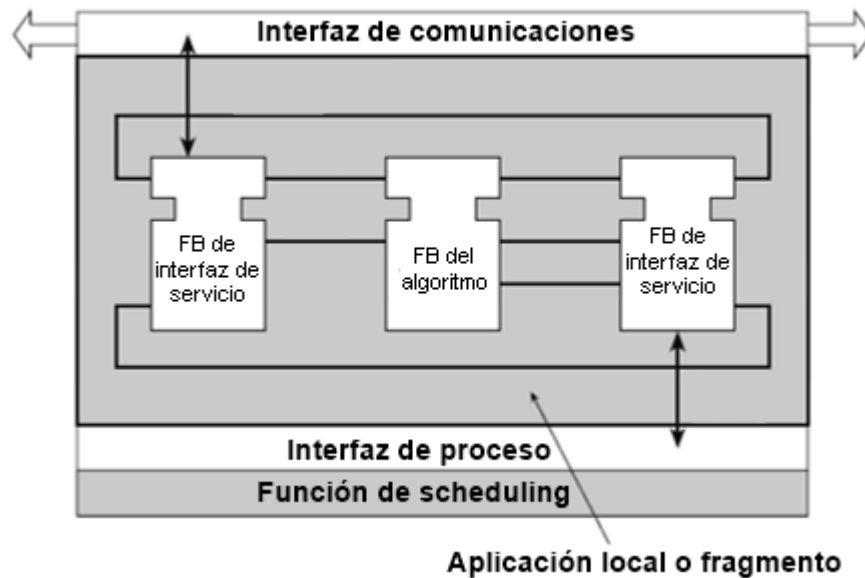 Interfaz de comunicaciones
FB de
interfaz de
servicio
FB del
algoritmo
FB de
interfaz de
servicio
Interfaz de proceso
Función de scheduling
Aplicación local o fragmento